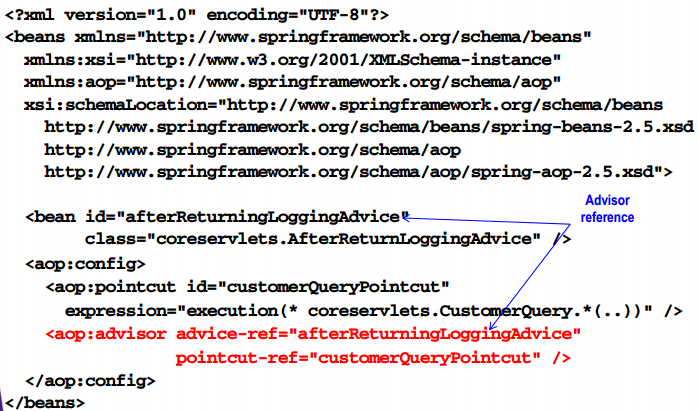 <?xml version="1.0" encoding="UTF-8"?>
<beans xmlns="http://www.springframework.org/schema/beans"
xmlns:xsi="http://www.w3.org/2001/XMLSchema-instance"
xmlns:aop="http://www.springframework.org/schema/aop"
xsi:schemaLocation="http://www.springframework.org/schema/beans
http://www.springframework.org/schema/beans/spring-beans-2.5.xsd
http://www.springframework.org/schema/aop
http://www.springframework.org/schema/aop/spring-aop-2.5.xsd">
Advisor
reference
<bean id="afterReturningLoggingAdvice"
class="coreservlets.AfterReturnLoggingAdvice" />
<aop:config>
<aop:pointcut id="customerQueryPointcut"
expression="execution(* coreservlets.CustomerQuery.*(..))" />
<aop:advisor advice-ref="afterReturningLoggingAdvice"
pointcut-ref="customerQueryPointcut" />
</aop:config>
</beans>